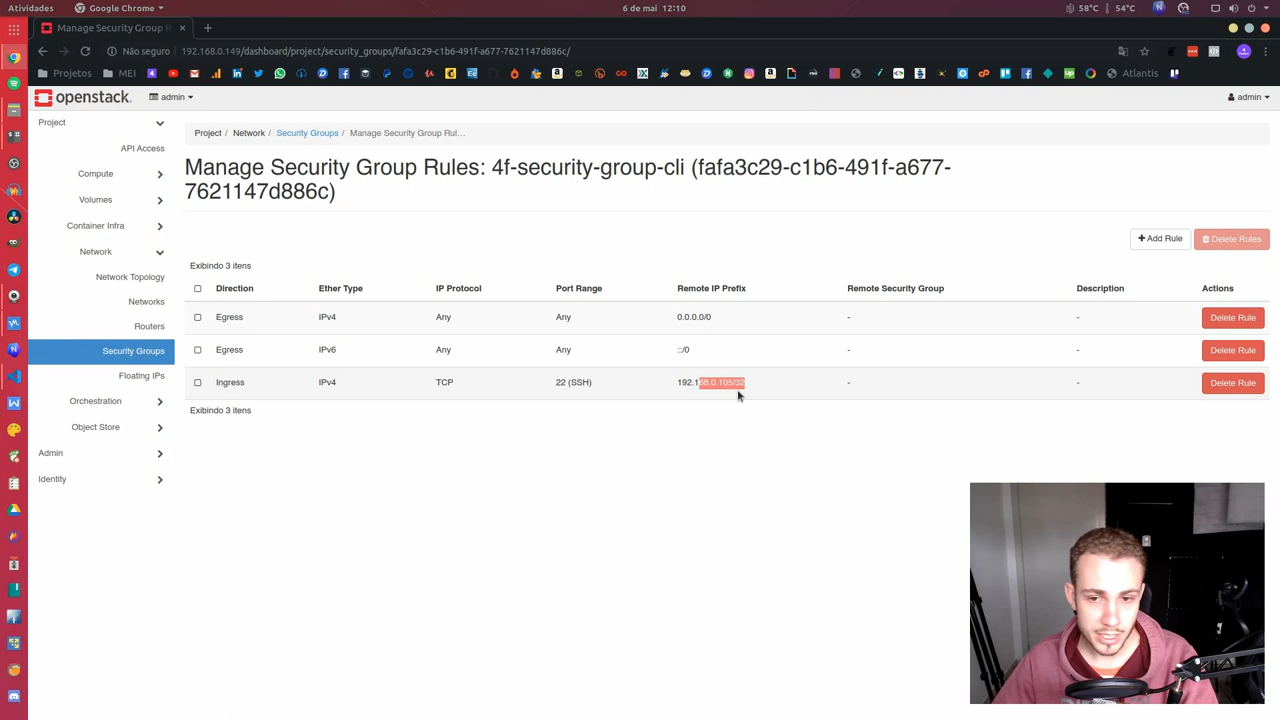 Atividades
Google Chrome
6 de mai 12:10
58°C
54°C
Manage Security Group R
Não seguro
192.168.0.149/dashboard/project/security_groups/fafa3c29-c1b6-491f-a677-7621147d886c/
Projetos
MEI
Atlantis
openstack.
admin
admin
Project
API Access
Compute
Volumes
Container Infra
Network
Network Topology
Networks
Routers
Security Groups
Floating IPs
Orchestration
Object Store
Admin
Identity
Project / Network / Security Groups / Manage Security Group Rul…
Manage Security Group Rules: 4f-security-group-cli (fafa3c29-c1b6-491f-a677-
7621147d886c)
Add Rule
Delete Rules
Exibindo 3 itens
Direction Ether Type IP Protocol Port Range Remote IP Prefix Remote Security Group Description Actions
Egress IPv4 Any Any 0.0.0.0/0 - - Delete Rule
Egress IPv6 Any Any ::/0 - - Delete Rule
Ingress IPv4 TCP 22 (SSH) 192.168.0.105/32 - - Delete Rule
Exibindo 3 itens